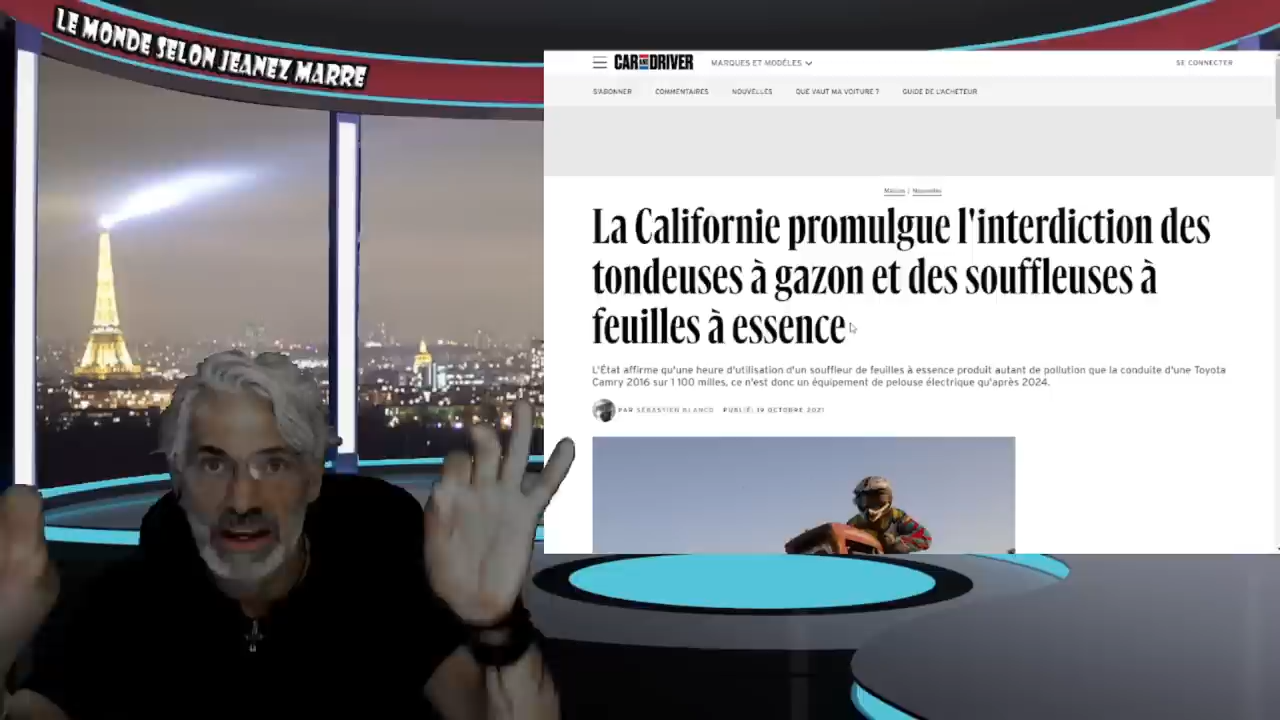 LE MONDE SELON JEANEZ MARRE
CAR AND DRIVER
MARQUES ET MODÈLES
SE CONNECTER
S'ABONNER
COMMENTAIRES
NOUVELLES
QUE VAUT MA VOITURE ?
GUIDE DE L'ACHETEUR
Maison | Nouvelles
La Californie promulgue l'interdiction des
tondeuses à gazon et des souffleuses à
feuilles à essence
L'État affirme qu'une heure d'utilisation d'un souffleur de feuilles à essence produit autant de pollution que la conduite d'une Toyota
Camry 2016 sur 1 100 milles, ce n'est donc un équipement de pelouse électrique qu'après 2024.
PAR SÉBASTIEN BLANCO PUBLIÉ: 19 OCTOBRE 2021